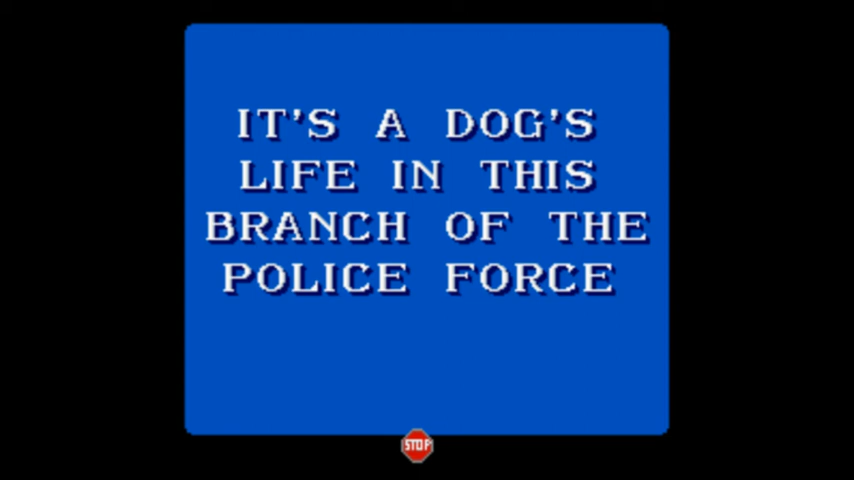 IT'S A DOG'S
LIFE IN THIS
BRANCH OF THE
POLICE FORCE
STOP